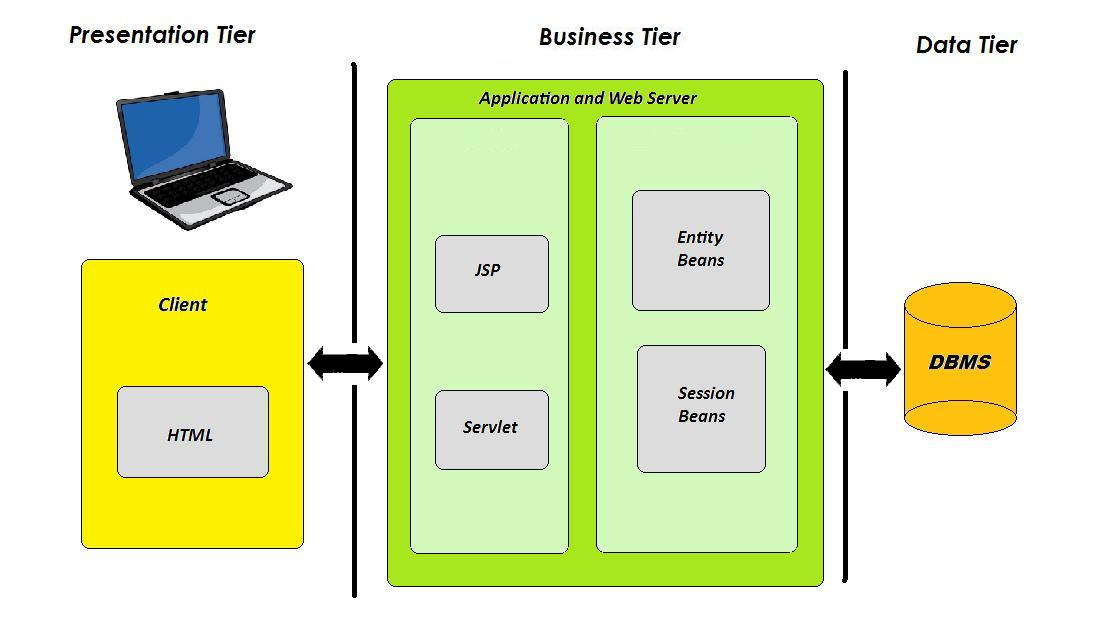 Presentation Tier
Business Tier
Data Tier
Application and Web Server
Client
HTML
JSP
Servlet
Entity
Beans
Session
Beans
DBMS